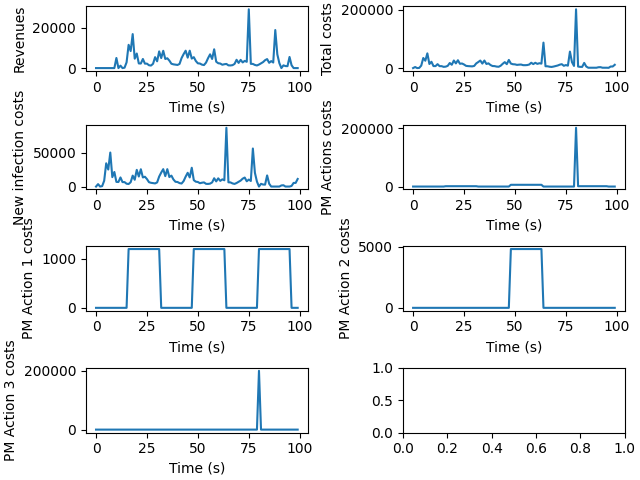 Revenues
20000
0
0 25 50 75 100
Time (s)
Total costs
200000
0
0 25 50 75 100
Time (s)
New infection costs
50000
0
0 25 50 75 100
Time (s)
PM Actions costs
200000
0
0 25 50 75 100
Time (s)
PM Action 1 costs
1000
0
0 25 50 75 100
Time (s)
PM Action 2 costs
5000
0
0 25 50 75 100
Time (s)
PM Action 3 costs
200000
0
0 25 50 75 100
Time (s)
1.0
0.5
0.0
0.0 0.2 0.4 0.6 0.8 1.0